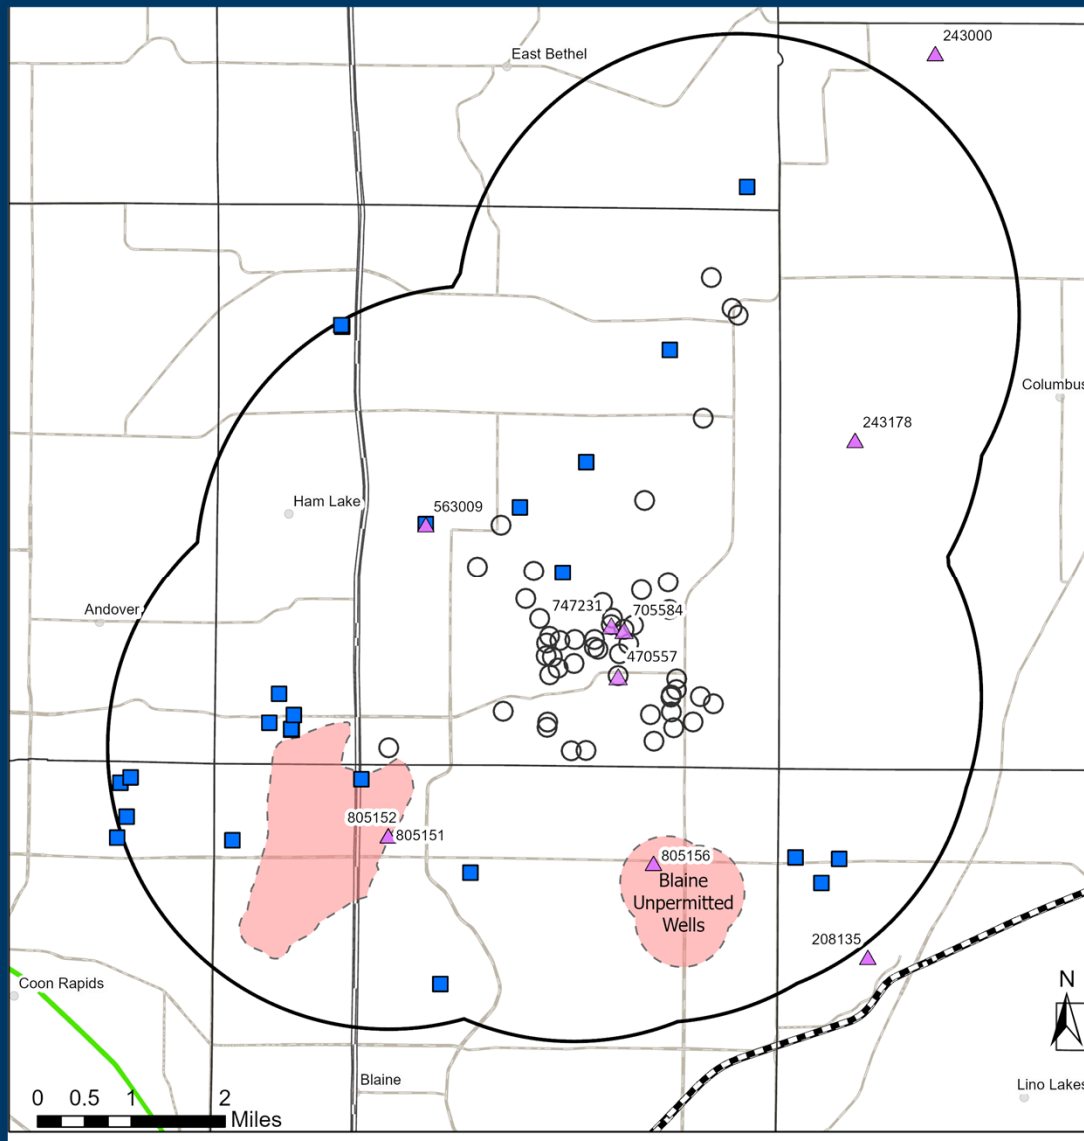 243000
East Bethel
Columbus
243178
563009
Ham Lake
747231
705584
Andover
470557
805152
805151
805156
Blaine
Unpermitted
Wells
208135
N
Coon Rapids
Blaine
Lino Lakes
0 0.5 1 2
Miles